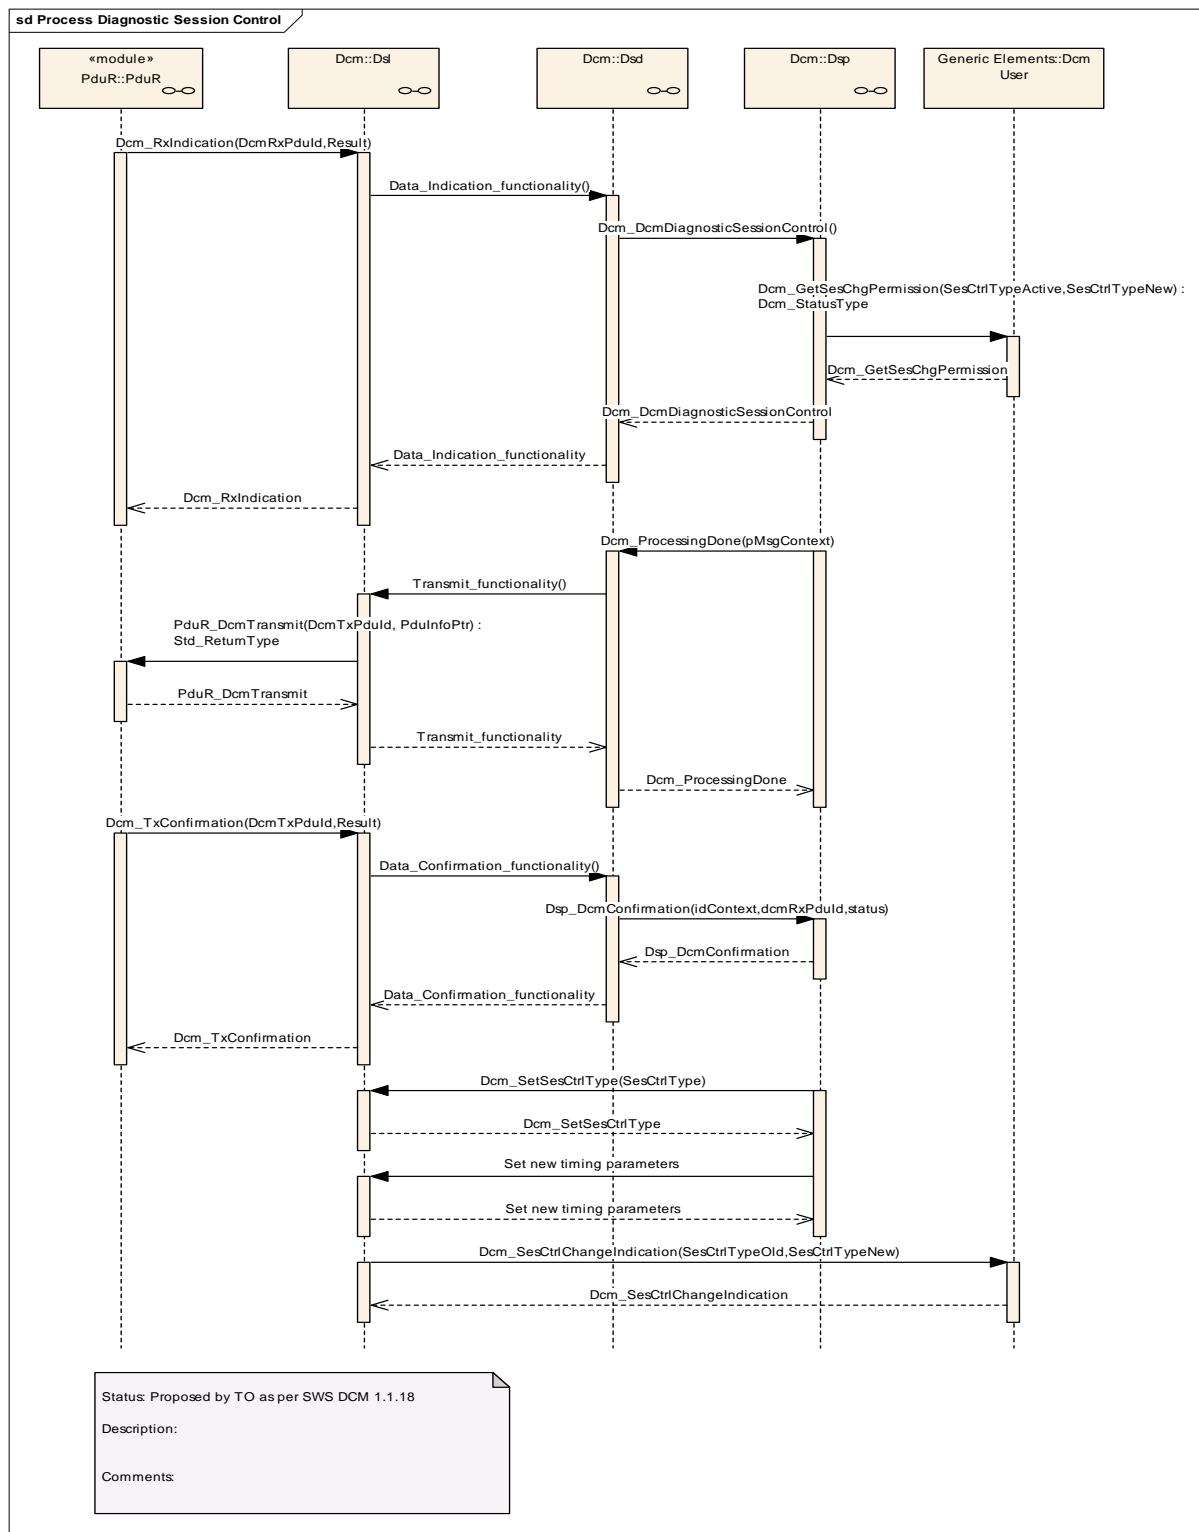 sd Process Diagnostic Session Control
«module»
PduR::PduR
Dcm::Dsl
Dcm::Dsd
Dcm::Dsp
Generic Elements::Dcm
User
Dcm_RxIndication(DcmRxPduId,Result)
Data_Indication_functionality()
Dcm_DcmDiagnosticSessionControl()
Dcm_GetSesChgPermission(SesCtrlTypeActive,SesCtrlTypeNew) :
Dcm_StatusType
Dcm_GetSesChgPermission
Dcm_DcmDiagnosticSessionControl
Data_Indication_functionality
Dcm_RxIndication
Dcm_ProcessingDone(pMsgContext)
Transmit_functionality()
PduR_DcmTransmit(DcmTxPduId, PduInfoPtr) :
Std_ReturnType
PduR_DcmTransmit
Transmit_functionality
Dcm_ProcessingDone
Dcm_TxConfirmation(DcmTxPduId,Result)
Data_Confirmation_functionality()
Dsp_DcmConfirmation(idContext,dcmRxPduId,status)
Dsp_DcmConfirmation
Data_Confirmation_functionality
Dcm_TxConfirmation
Dcm_SetSesCtrlType(SesCtrlType)
Dcm_SetSesCtrlType
Set new timing parameters
Set new timing parameters
Dcm_SesCtrlChangeIndication(SesCtrlTypeOld,SesCtrlTypeNew)
Dcm_SesCtrlChangeIndication
Status: Proposed by TO as per SWS DCM 1.1.18
Description:
Comments: